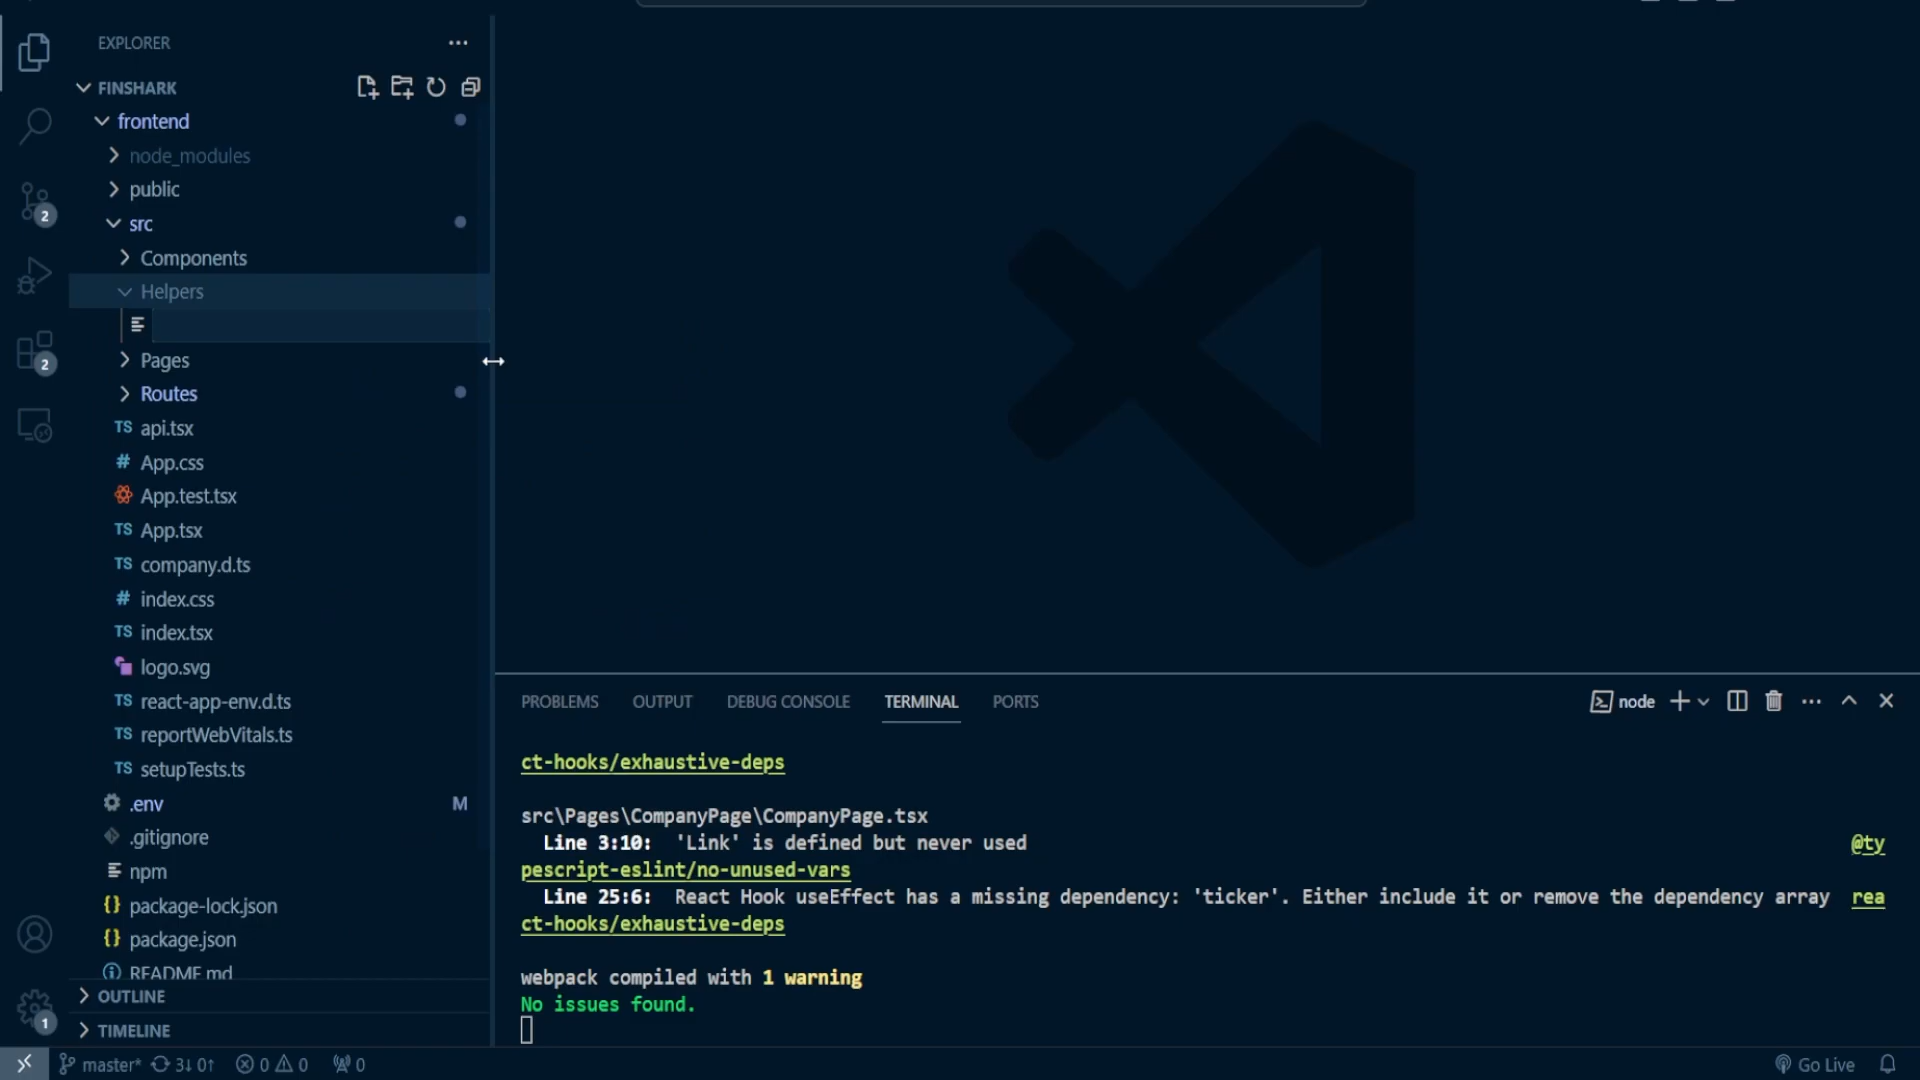 EXPLORER
FINSHARK
frontend
node_modules
public
src
Components
Helpers
Pages
Routes
TS api.tsx
# App.css
App.test.tsx
TS App.tsx
TS company.d.ts
# index.css
TS index.tsx
logo.svg
TS react-app-env.d.ts
TS reportWebVitals.ts
TS setupTests.ts
.env M
.gitignore
npm
{} package-lock.json
{} package.json
README.md
OUTLINE
TIMELINE
2
2
1
PROBLEMS OUTPUT DEBUG CONSOLE TERMINAL PORTS
node
ct-hooks/exhaustive-deps
src\Pages\CompanyPage\CompanyPage.tsx
Line 3:10: 'Link' is defined but never used @ty
pescript-eslint/no-unused-vars
Line 25:6: React Hook useEffect has a missing dependency: 'ticker'. Either include it or remove the dependency array rea
ct-hooks/exhaustive-deps
webpack compiled with 1 warning
No issues found.
master* 3↓ 0↑ 0 0 0 Go Live